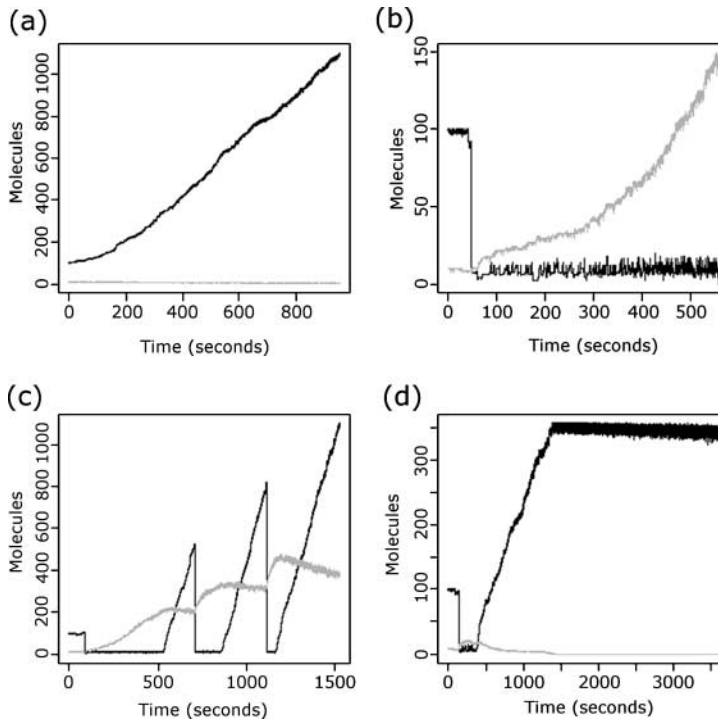 (a)
1000
800
600
400
200
0
Molecules
0 200 400 600 800
Time (seconds)
(b)
150
100
50
0
Molecules
0 100 200 300 400 500
Time (seconds)
(c)
1000
800
600
400
200
0
Molecules
0 500 1000 1500
Time (seconds)
(d)
300
200
100
0
Molecules
0 1000 2000 3000
Time (seconds)